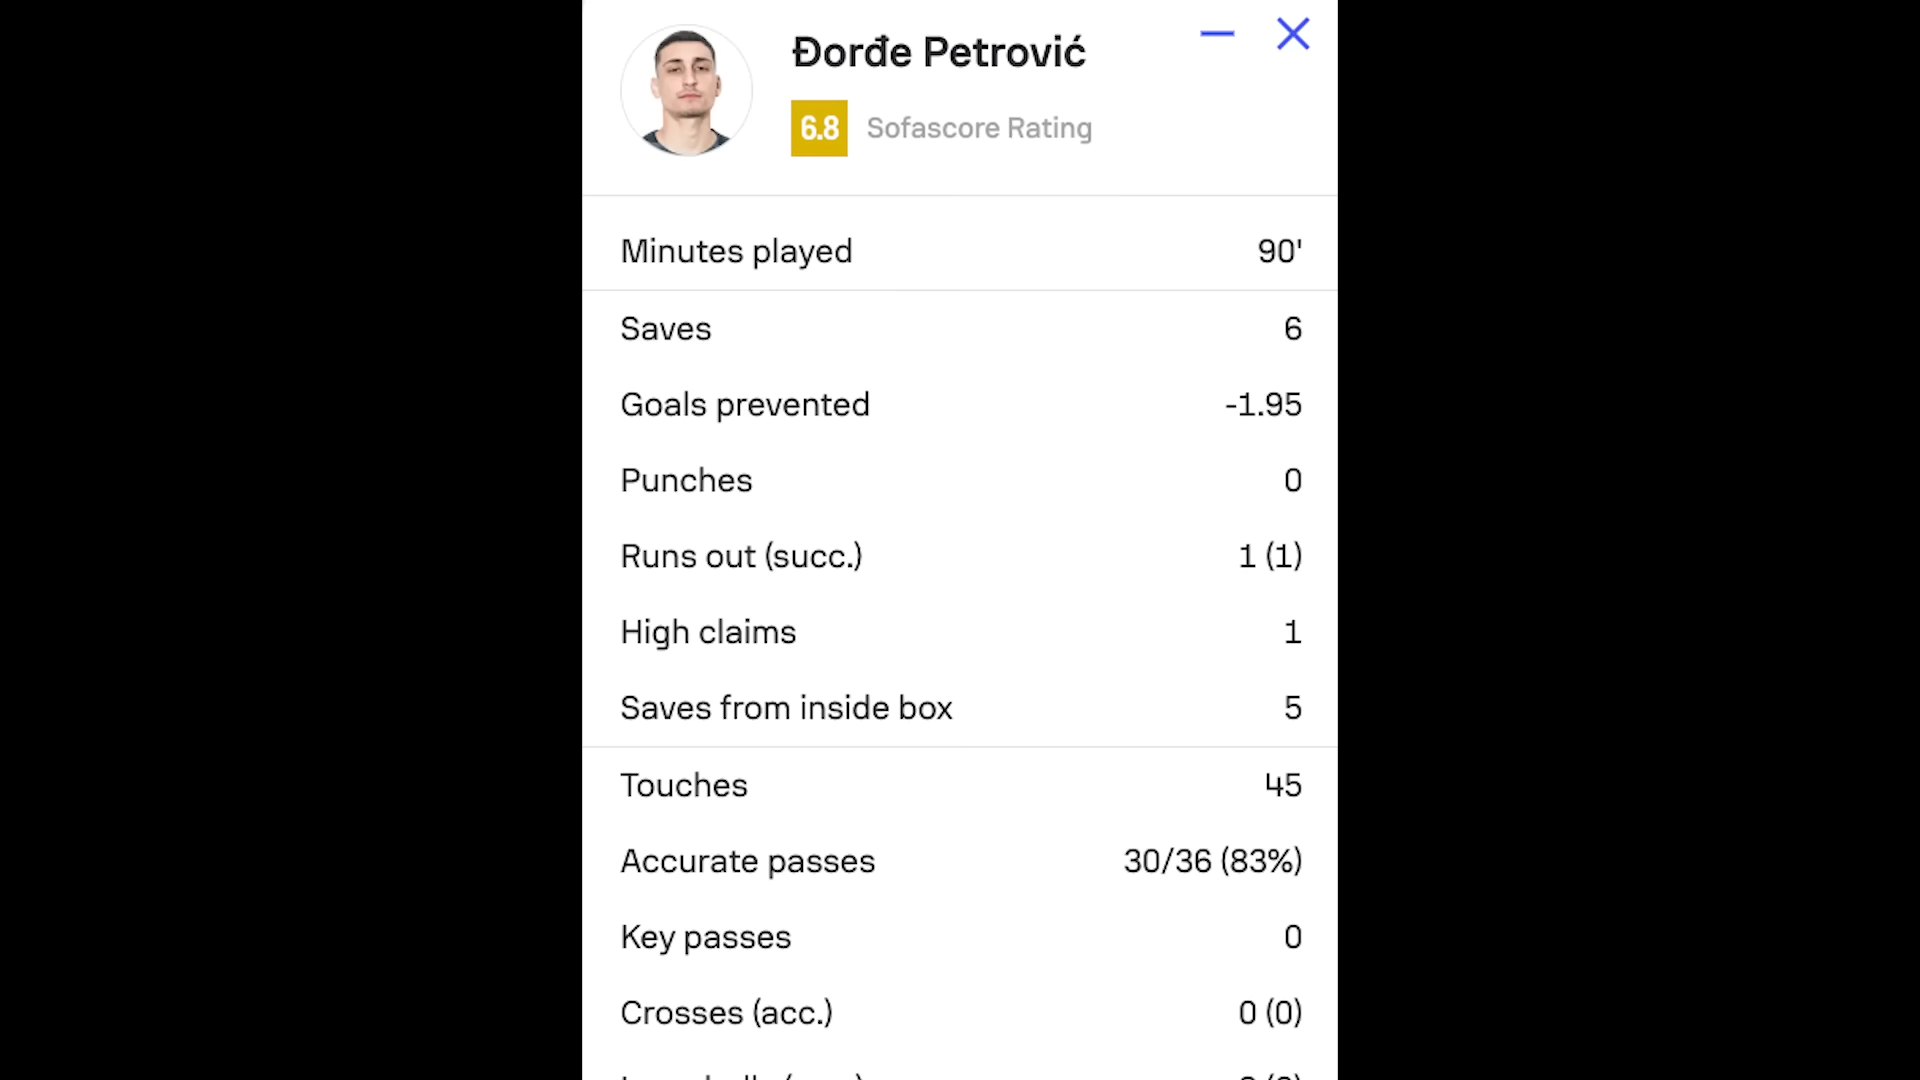 Đorđe Petrović
6.8 Sofascore Rating
Minutes played 90'
Saves 6
Goals prevented -1.95
Punches 0
Runs out (succ.) 1 (1)
High claims 1
Saves from inside box 5
Touches 45
Accurate passes 30/36 (83%)
Key passes 0
Crosses (acc.) 0 (0)